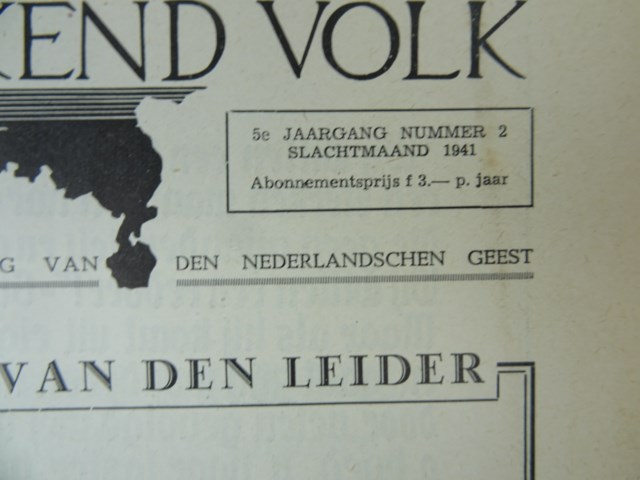 KEND VOLK
5e JAARGANG NUMMER 2
SLACHTMAAND 1941
Abonnementsprijs f 3.— p. jaar
G VAN DEN NEDERLANDSCHEN GEEST
VAN DEN LEIDER